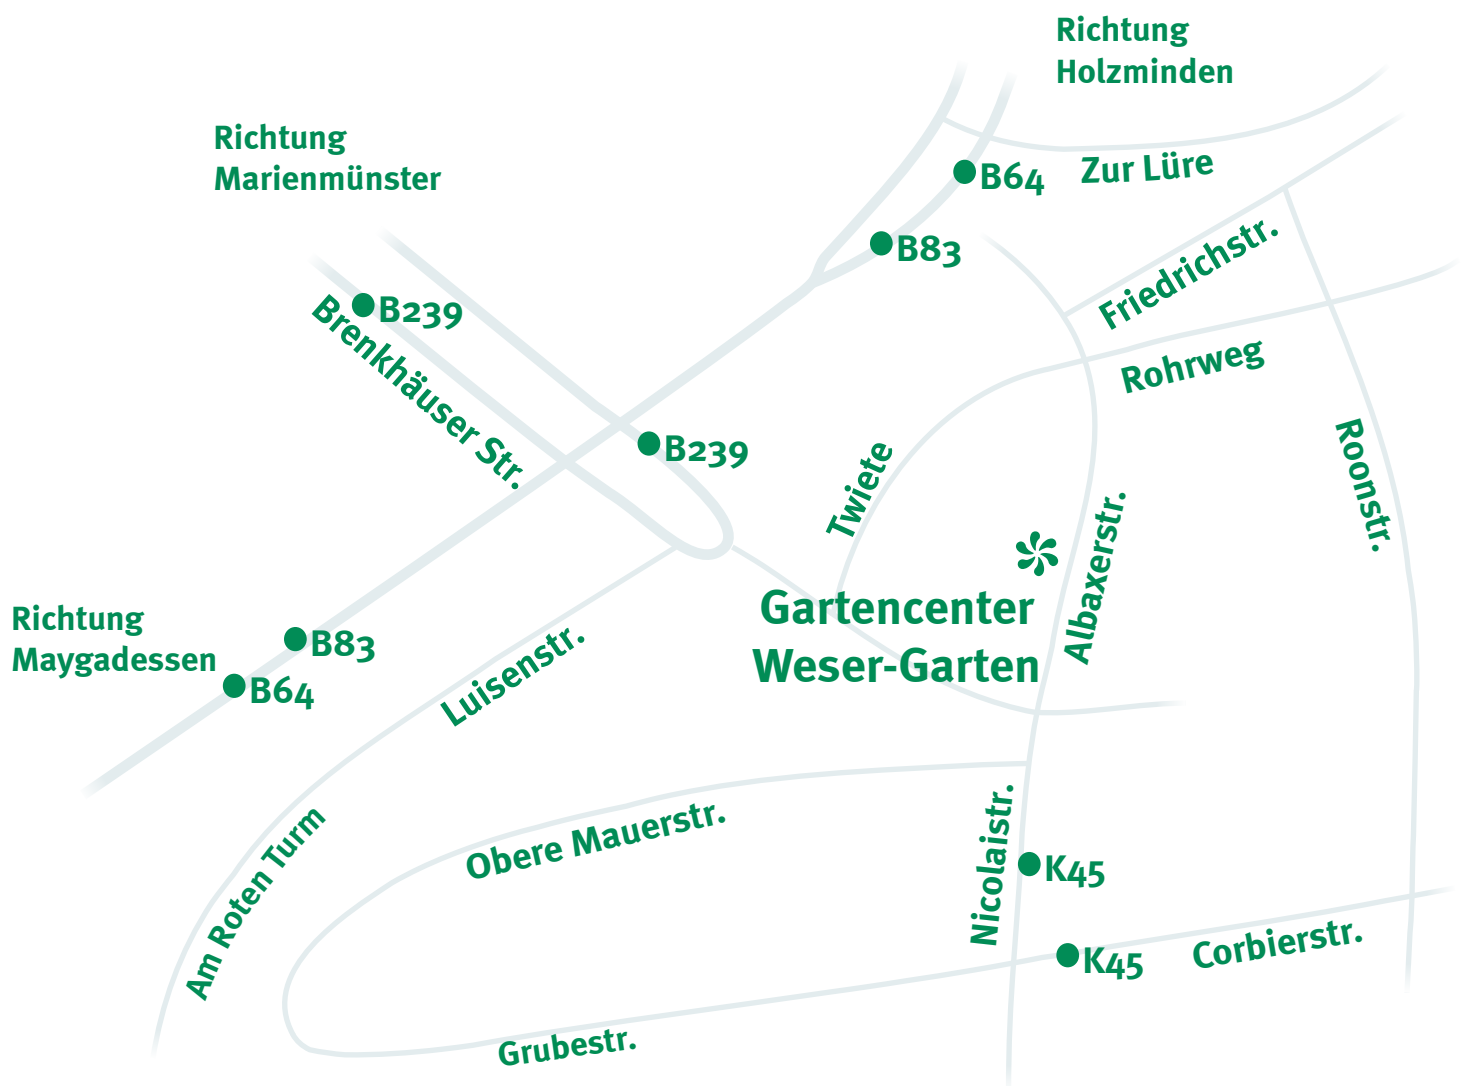 Richtung
Holzminden
Richtung
Marienmünster
Zur Lüre
B64
B83
Friedrichstr.
B239
Brenkhäuser Str.
Rohrweg
B239
Twiete
Roonstr.
Albaxerstr.
Gartencenter
Weser-Garten
Richtung
Maygadessen
B83
B64
Luisenstr.
Obere Mauerstr.
Am Roten Turm
Nicolaistr.
K45
K45
Corbierstr.
Grubestr.